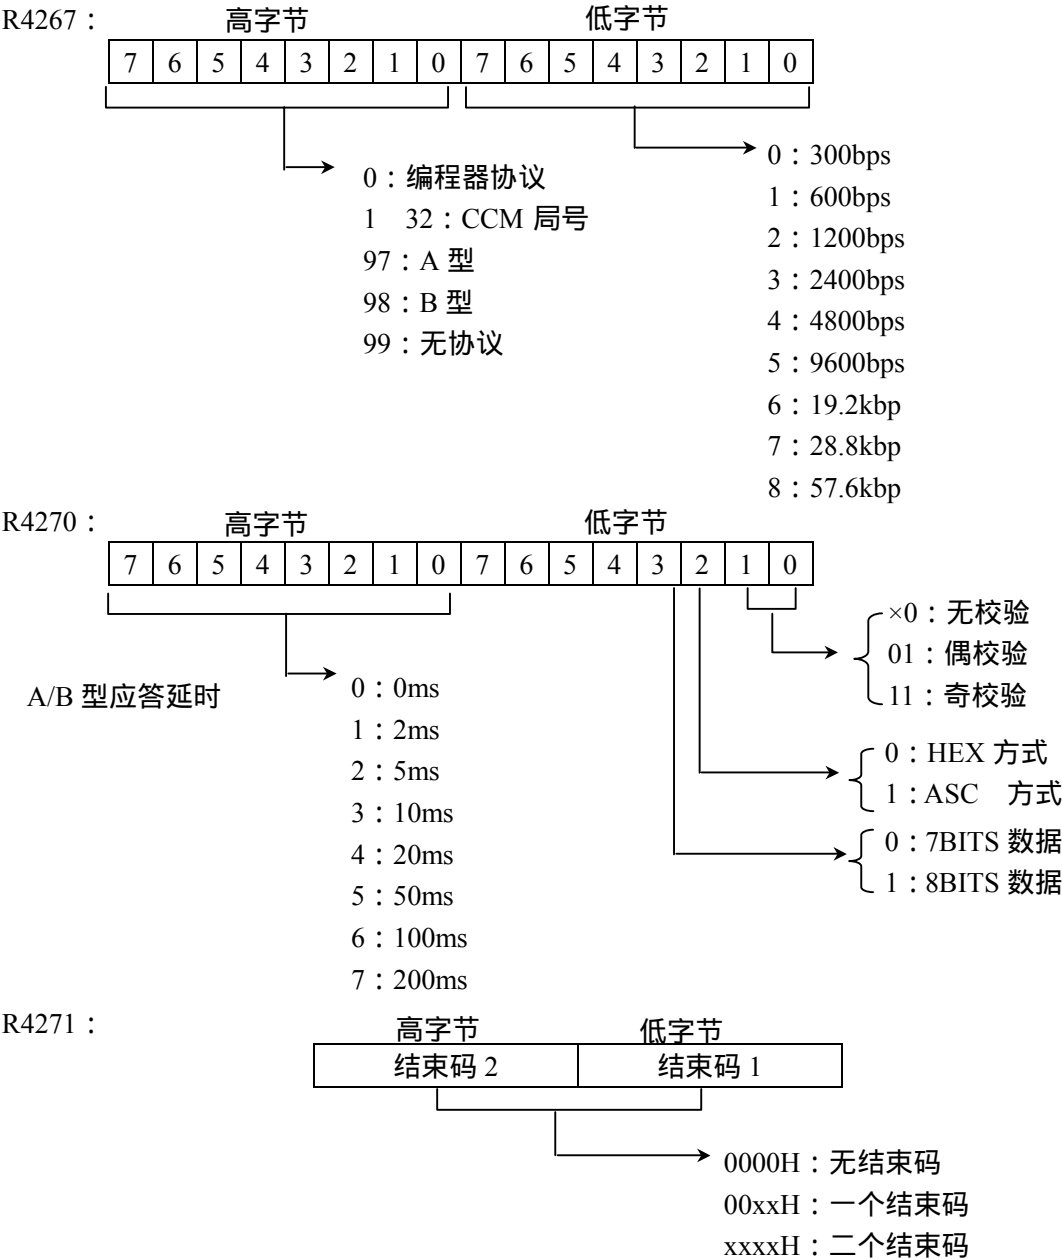 R4267：
高字节 低字节
7 6 5 4 3 2 1 0 7 6 5 4 3 2 1 0
0：编程器协议
1 32：CCM 局号
97：A 型
98：B 型
99：无协议
0：300bps
1：600bps
2：1200bps
3：2400bps
4：4800bps
5：9600bps
6：19.2kbp
7：28.8kbp
8：57.6kbp
R4270：
高字节 低字节
7 6 5 4 3 2 1 0 7 6 5 4 3 2 1 0
A/B 型应答延时
0：0ms
1：2ms
2：5ms
3：10ms
4：20ms
5：50ms
6：100ms
7：200ms
×0：无校验
01：偶校验
11：奇校验
0：HEX 方式
1：ASC 方式
0：7BITS 数据
1：8BITS 数据
R4271：
高字节 低字节
结束码 2 结束码 1
0000H：无结束码
00xxH：一个结束码
xxxxH：二个结束码